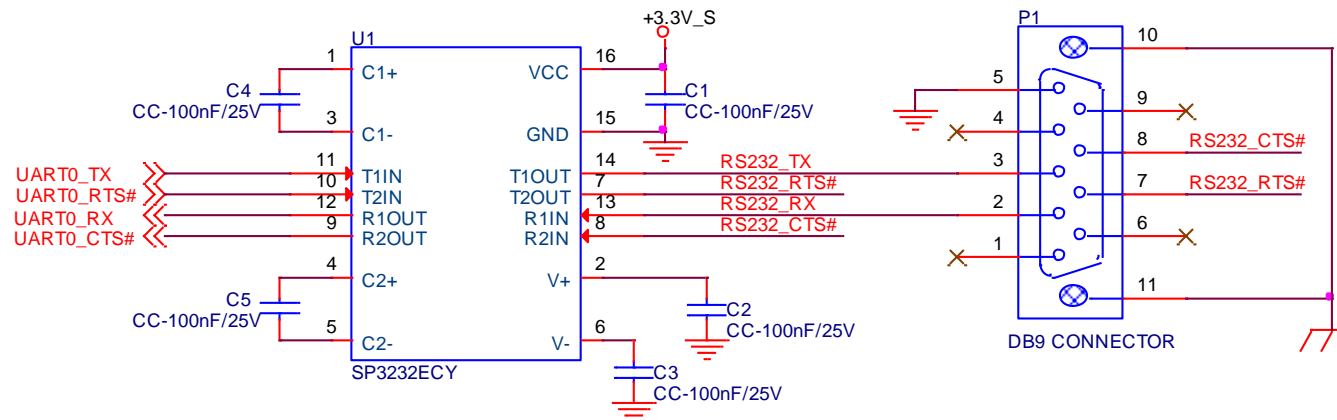 +3.3V_S
U1
P1
1
C1+
VCC
16
10
C4
CC-100nF/25V
C1
CC-100nF/25V
5
9
3
C1-
GND
15
4
8
RS232_CTS#
UART0_TX
11
T1IN
T1OUT
14
RS232_TX
3
UART0_RTS#
10
T2IN
T2OUT
7
RS232_RTS#
7
RS232_RTS#
UART0_RX
12
R1OUT
R1IN
13
RS232_RX
2
UART0_CTS#
9
R2OUT
R2IN
8
RS232_CTS#
6
1
4
C2+
V+
2
11
C5
CC-100nF/25V
C2
CC-100nF/25V
5
C2-
V-
6
DB9 CONNECTOR
SP3232ECY
C3
CC-100nF/25V